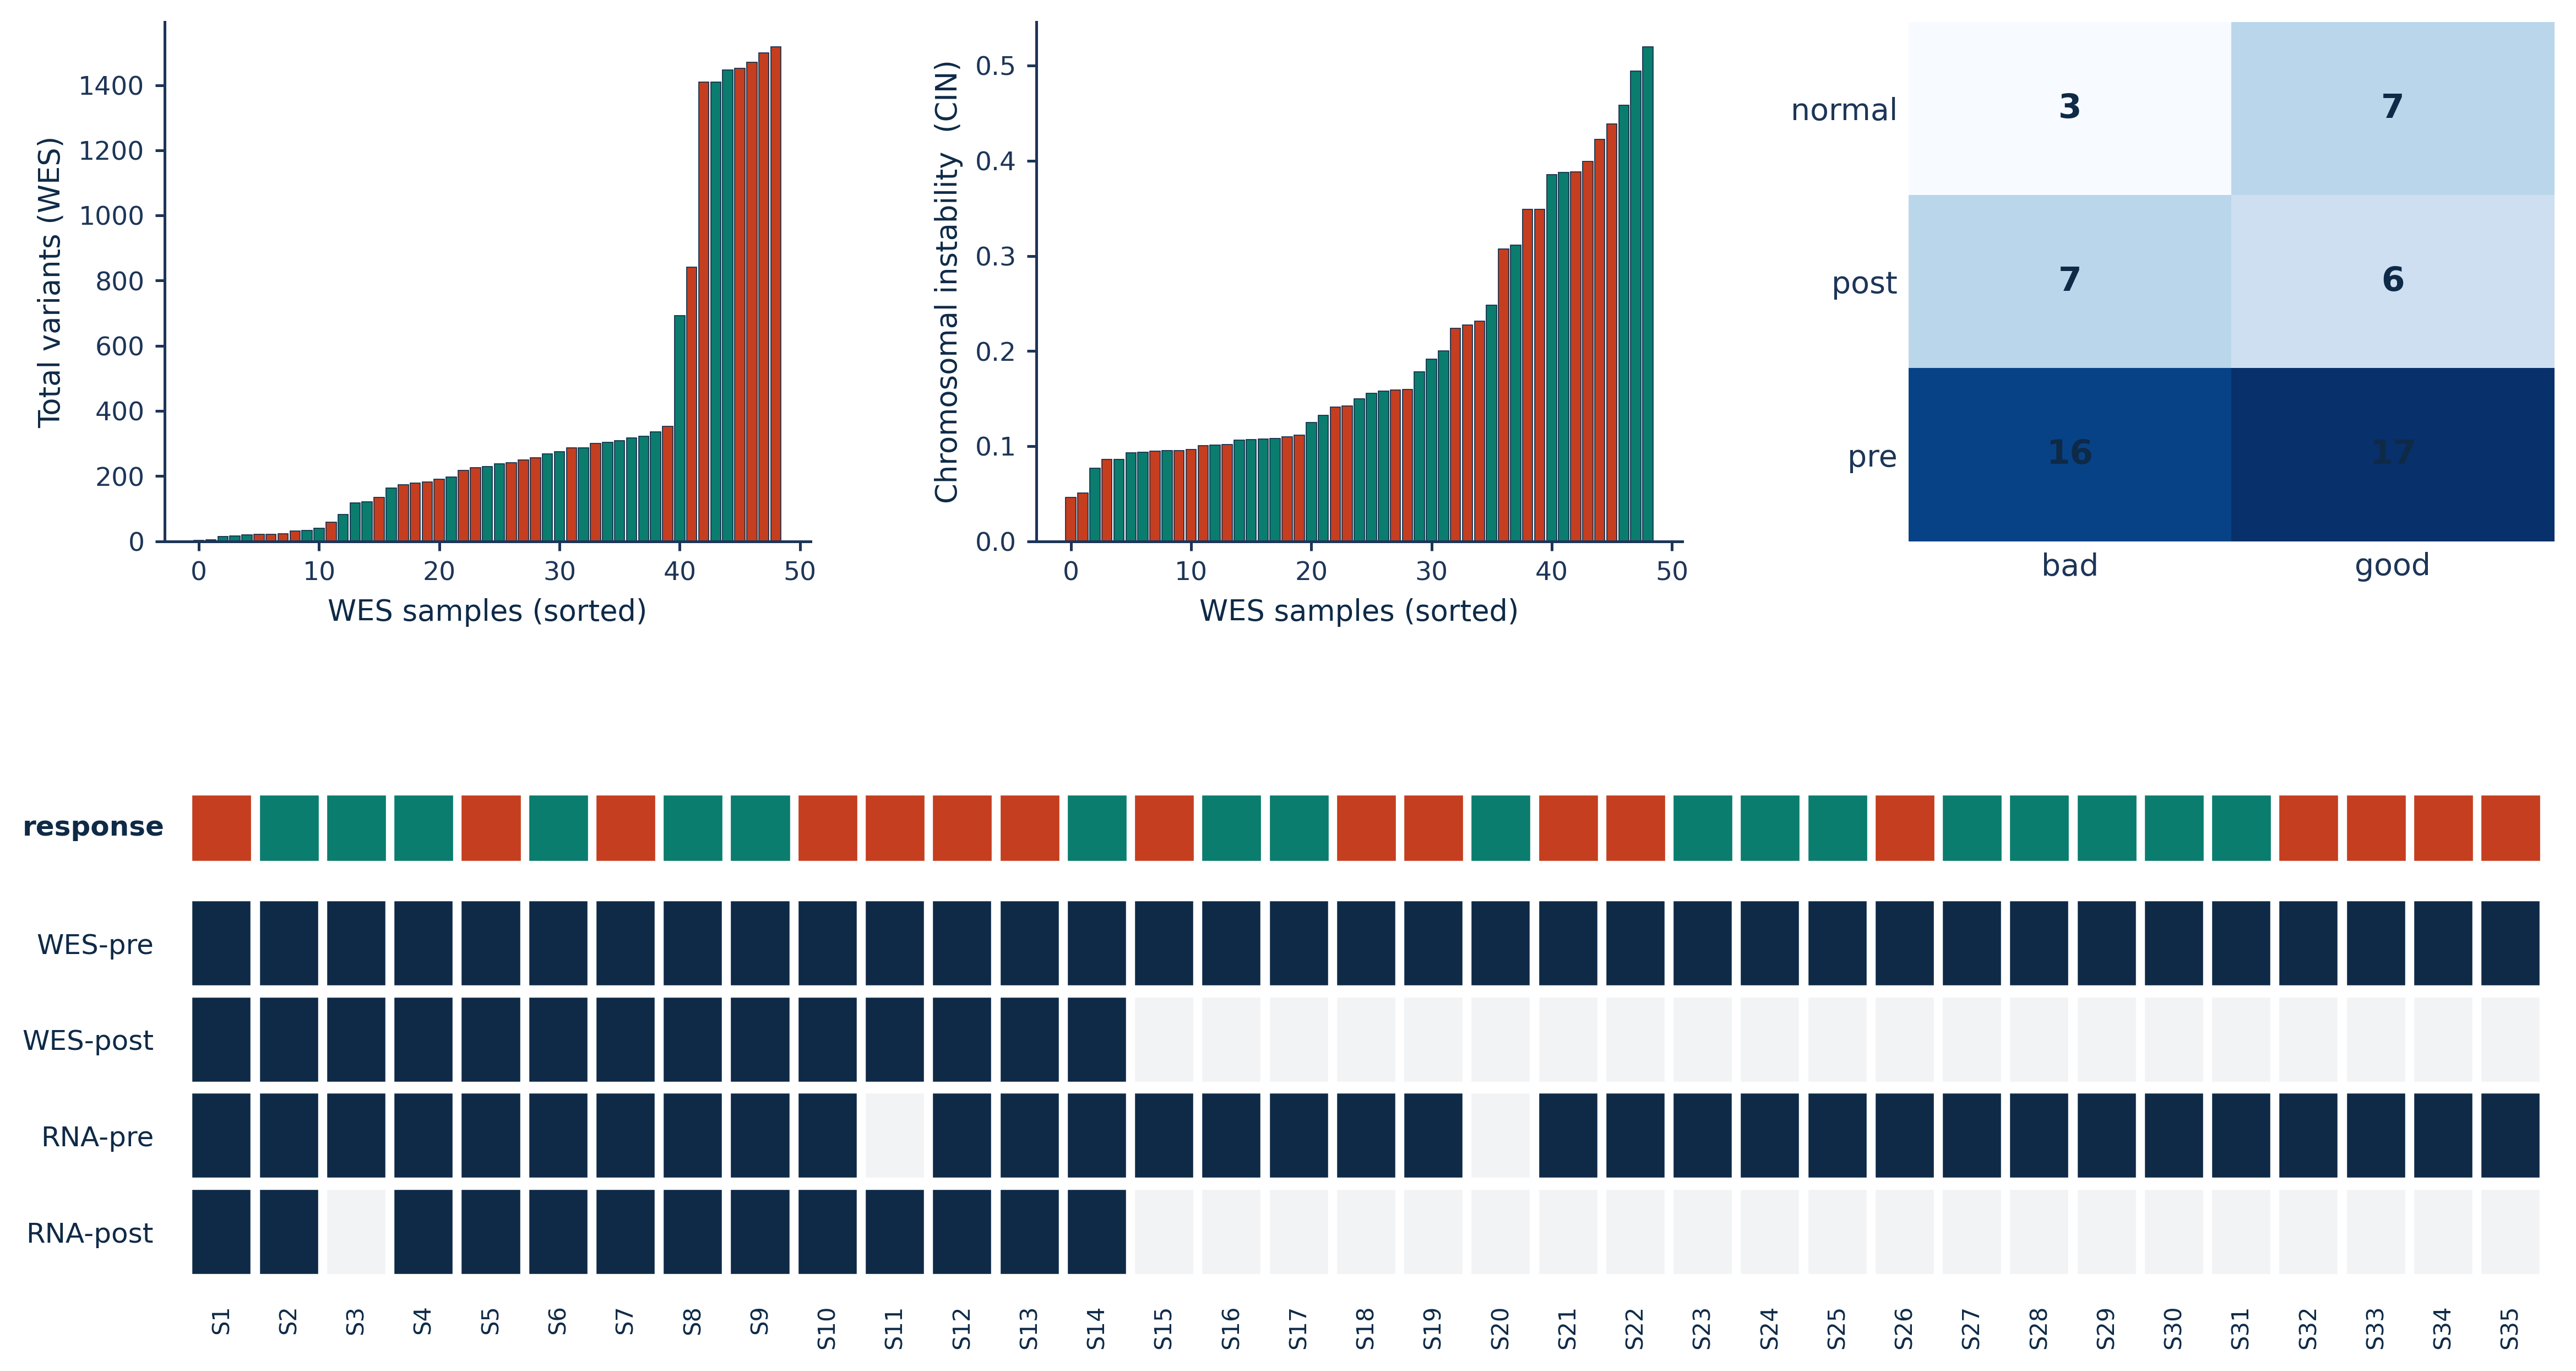 Total variants (WES)
1400
1200
1000
800
600
400
200
0
0 10 20 30 40 50
WES samples (sorted)
Chromosomal instability (CIN)
0.5
0.4
0.3
0.2
0.1
0.0
0 10 20 30 40 50
WES samples (sorted)
normal 3 7
post 7 6
pre 16 17
bad good
response
WES-pre
WES-post
RNA-pre
RNA-post
S1 S2 S3 S4 S5 S6 S7 S8 S9 S10 S11 S12 S13 S14 S15 S16 S17 S18 S19 S20 S21 S22 S23 S24 S25 S26 S27 S28 S29 S30 S31 S32 S33 S34 S35